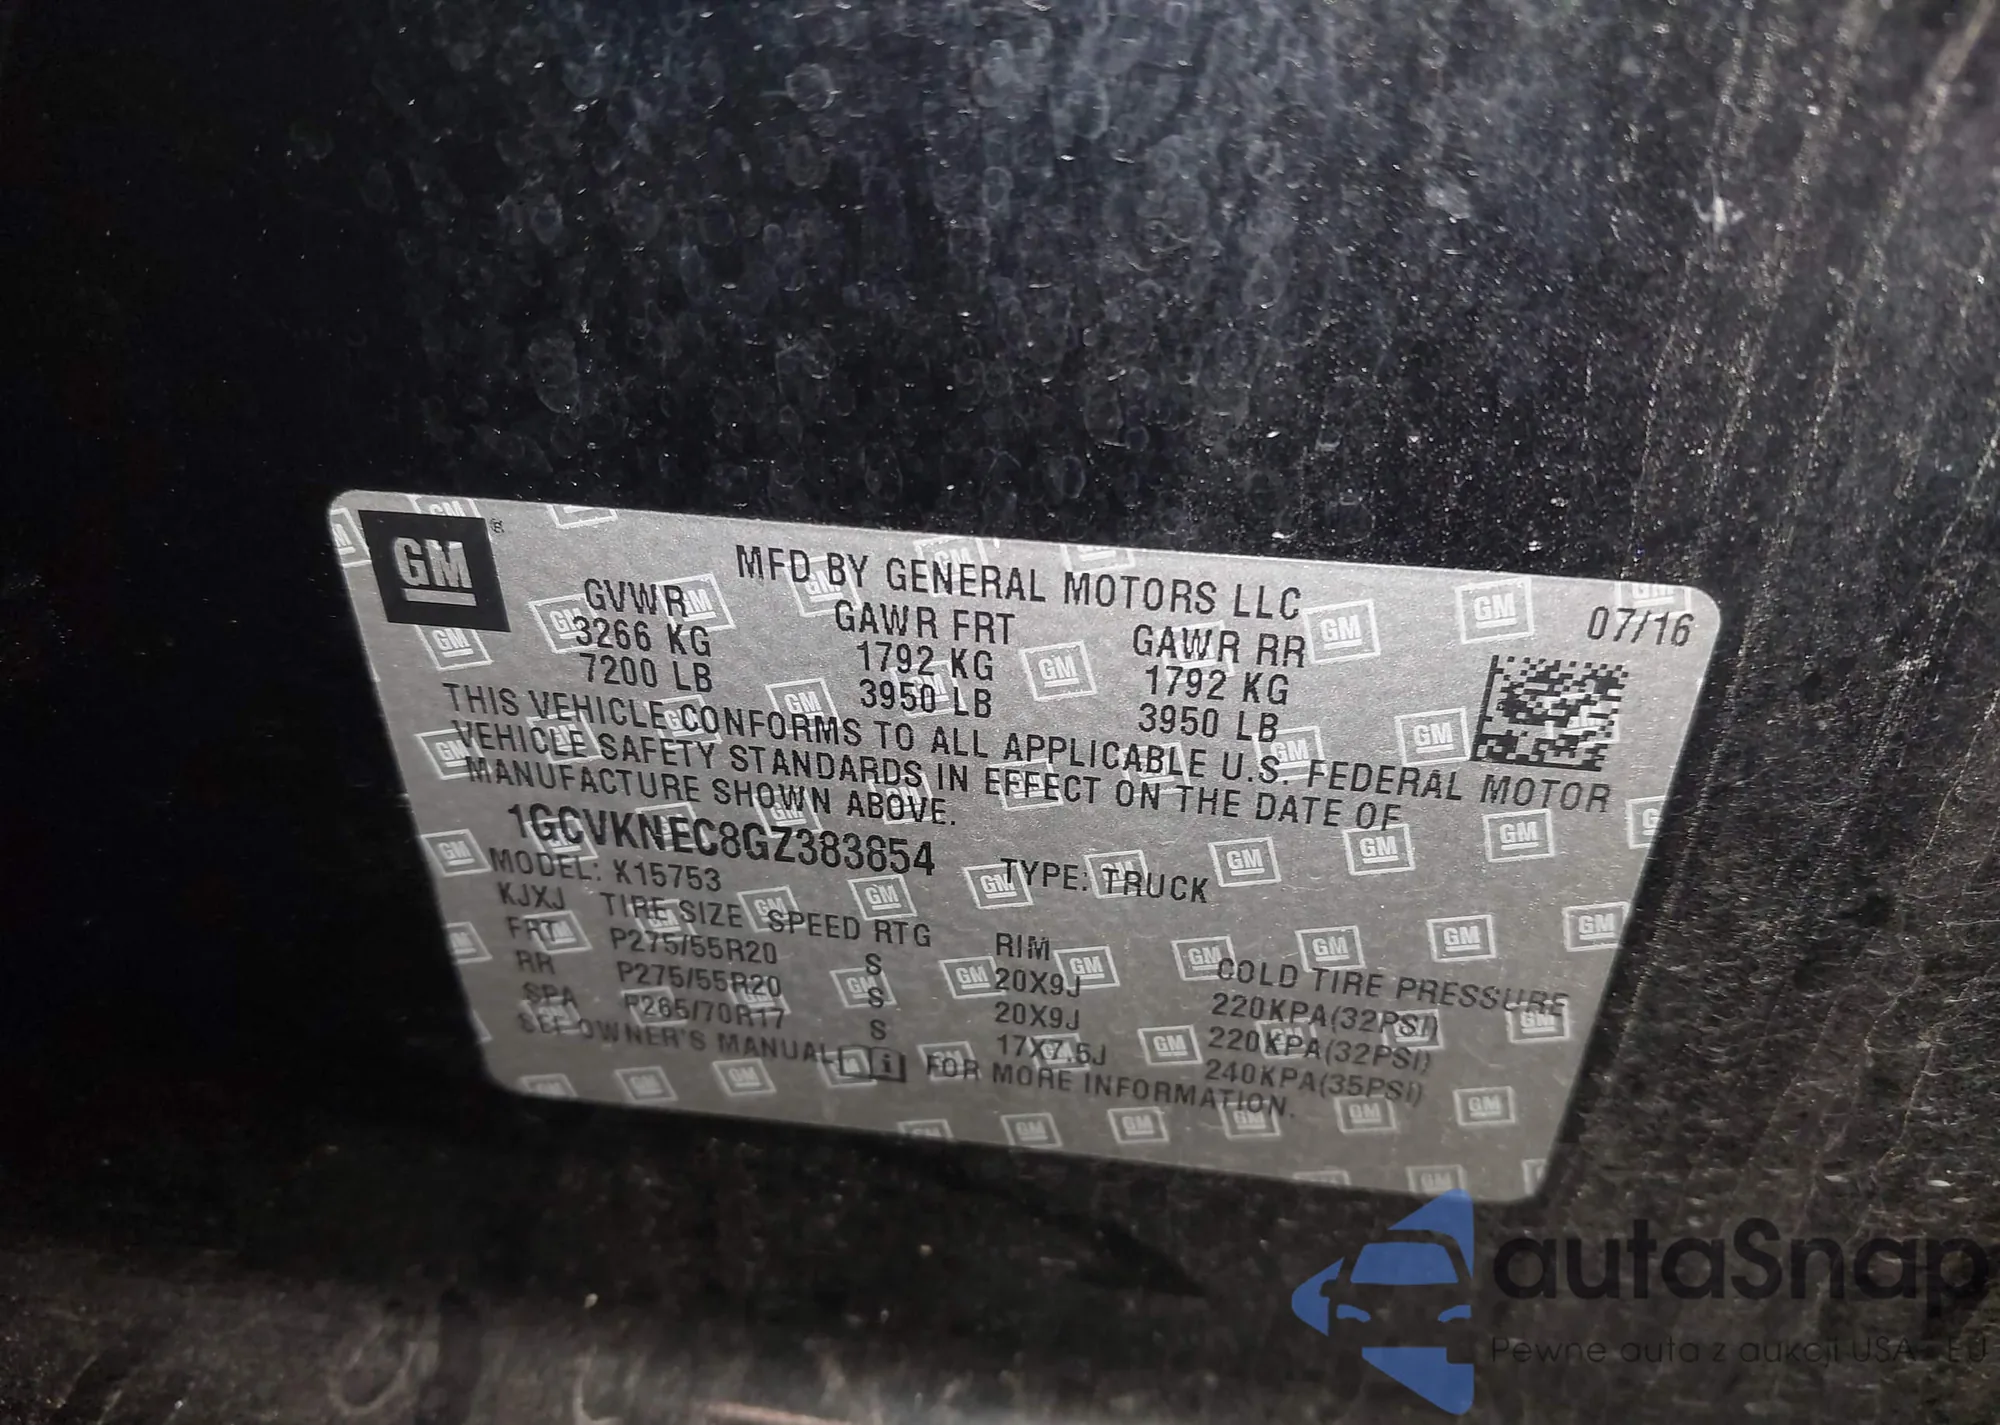 GM®
MFD BY GENERAL MOTORS LLC
07/16
GVWR GAWR FRT GAWR RR
3266 KG 1792 KG 1792 KG
7200 LB 3950 LB 3950 LB
THIS VEHICLE CONFORMS TO ALL APPLICABLE U.S. FEDERAL MOTOR
VEHICLE SAFETY STANDARDS IN EFFECT ON THE DATE OF
MANUFACTURE SHOWN ABOVE.
1GCVKNEC8GZ383854 TYPE: TRUCK
MODEL: X15753
KJXJ TIRE SIZE SPEED RTG RIM COLD TIRE PRESSURE
FRT P275/55R20 S 20X9J 220KPA(32PSI)
RR P275/55R20 S 20X9J 220KPA(32PSI)
SPA P265/70R17 S 17X7.5J 240KPA(35PSI)
SEE OWNER'S MANUAL FOR MORE INFORMATION.
autaSnap
Pewne auta z aukcji USA - EU